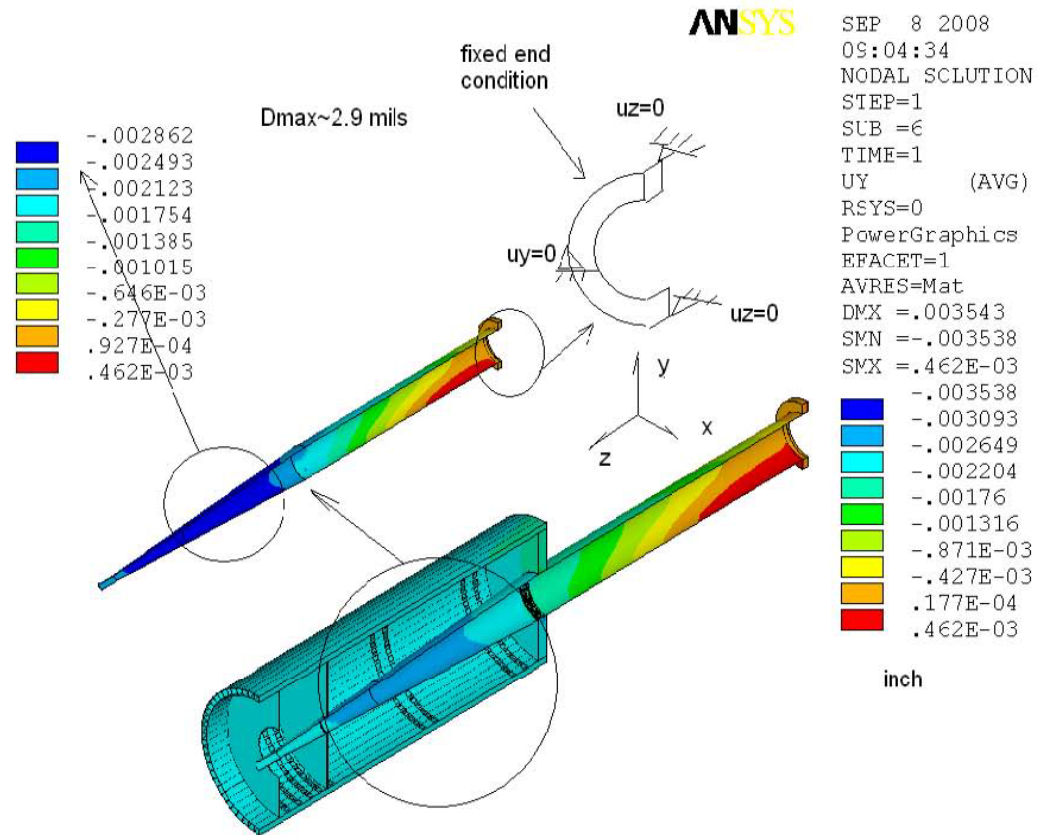 ANSYS
SEP 8 2008
09:04:34
NODAL SOLUTION
STEP=1
SUB =6
TIME=1
UY (AVG)
RSYS=0
PowerGraphics
EFACET=1
AVRES=Mat
DMX =.003543
SMN =-.003538
SMX =.462E-03
-.003538
-.003093
-.002649
-.002204
-.00176
-.001316
-.871E-03
-.427E-03
.177E-04
.462E-03
inch
fixed end
condition
Dmax~2.9 mils
uz=0
uy=0
uz=0
y
x
z
-.002862
-.002493
-.002123
-.001754
-.001385
-.001015
-.646E-03
-.277E-03
.927E-04
.462E-03